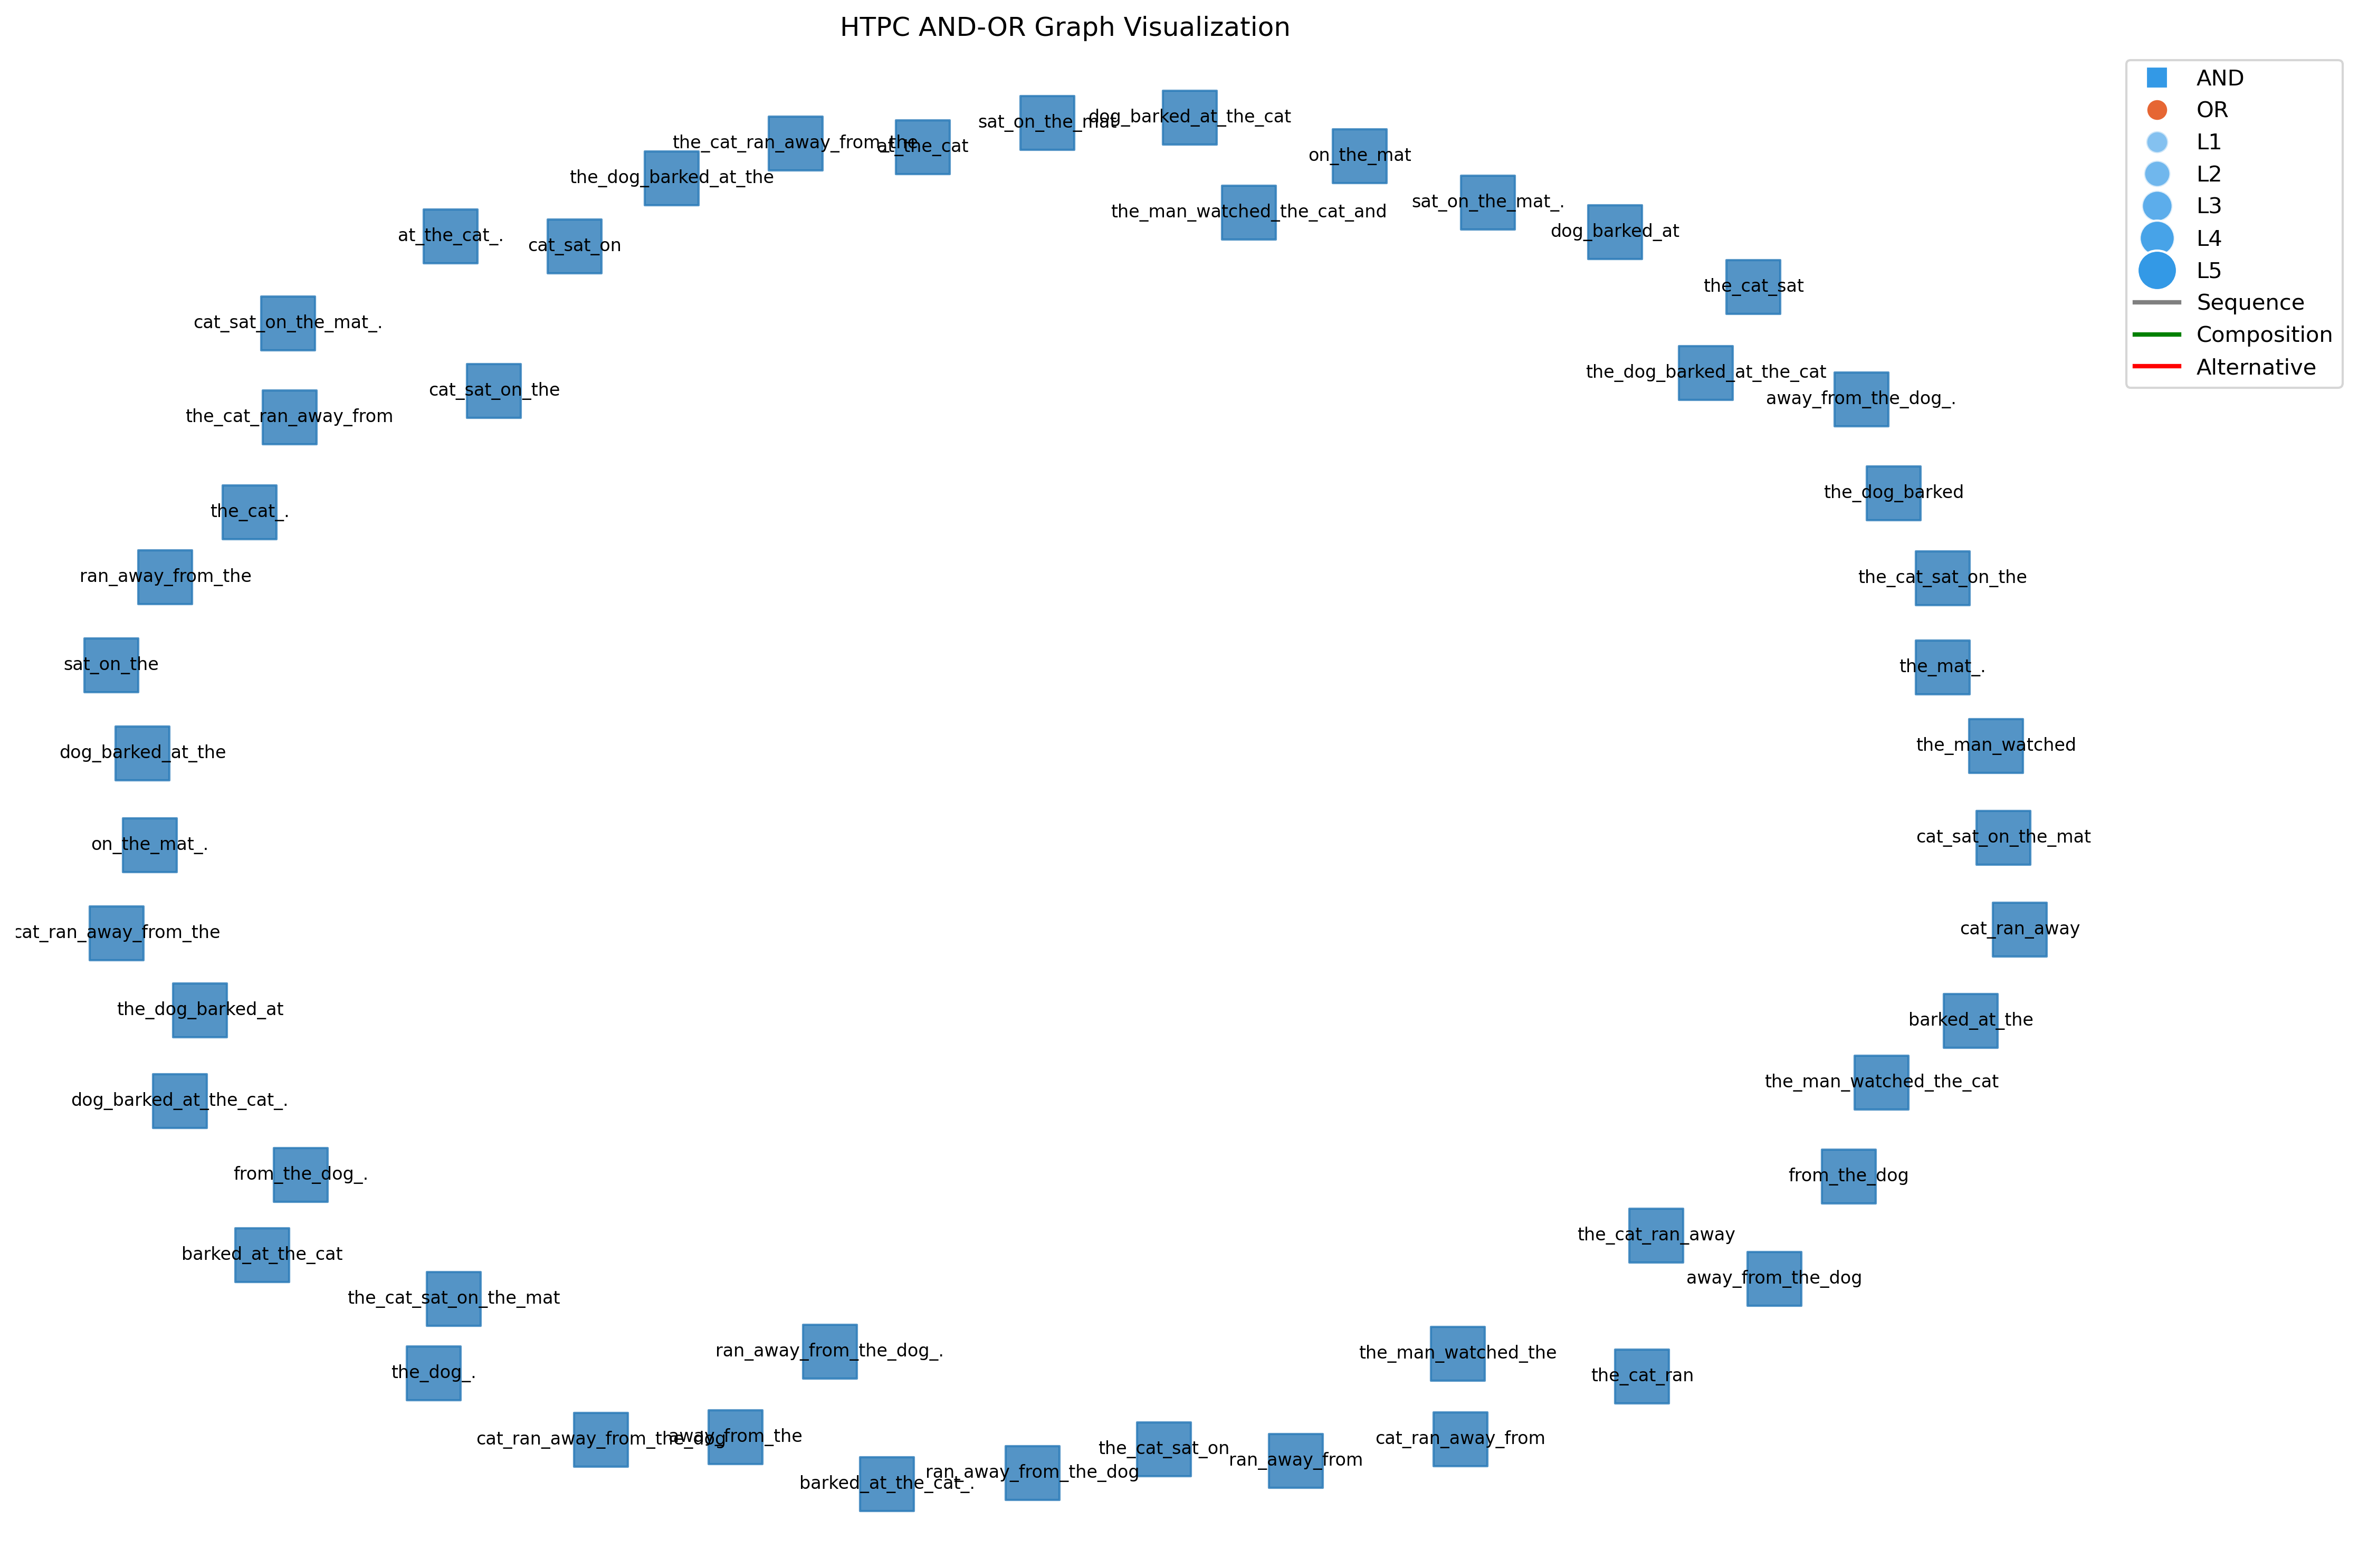 HTPC AND-OR Graph Visualization
AND
OR
L1
L2
L3
L4
L5
Sequence
Composition
Alternative
dog_barked_at_the_cat
sat_on_the_mat
the_cat_ran_away_from_the
at_the_cat
on_the_mat
the_dog_barked_at_the
the_man_watched_the_cat_and
sat_on_the_mat_.
dog_barked_at
at_the_cat_.
cat_sat_on
the_cat_sat
cat_sat_on_the_mat_.
the_dog_barked_at_the_cat
cat_sat_on_the
away_from_the_dog_.
the_cat_ran_away_from
the_dog_barked
the_cat_.
ran_away_from_the
the_cat_sat_on_the
sat_on_the
the_mat_.
dog_barked_at_the
the_man_watched
on_the_mat_.
cat_sat_on_the_mat
cat_ran_away_from_the
cat_ran_away
the_dog_barked_at
barked_at_the
dog_barked_at_the_cat_.
the_man_watched_the_cat
from_the_dog_.
from_the_dog
barked_at_the_cat
the_cat_ran_away
away_from_the_dog
the_cat_sat_on_the_mat
ran_away_from_the_dog_.
the_man_watched_the
the_dog_.
the_cat_ran
cat_ran_away_from_the_dog
away_from_the
cat_ran_away_from
the_cat_sat_on
ran_away_from
ran_away_from_the_dog
barked_at_the_cat_.